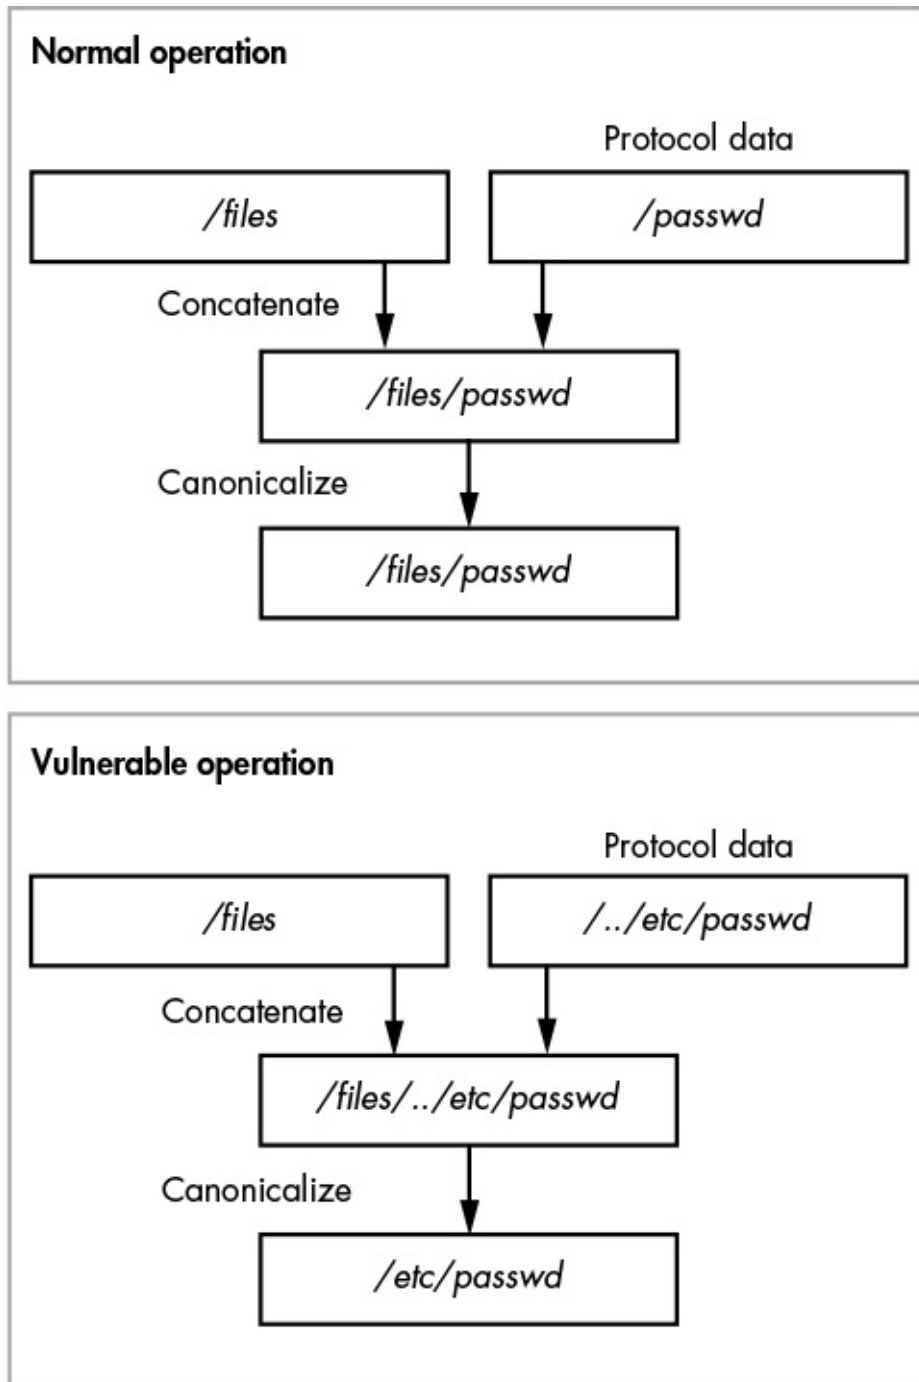 Normal operation
Protocol data
/files
/passwd
Concatenate
/files/passwd
Canonicalize
/files/passwd
Vulnerable operation
Protocol data
/files
/../etc/passwd
Concatenate
/files/../etc/passwd
Canonicalize
/etc/passwd